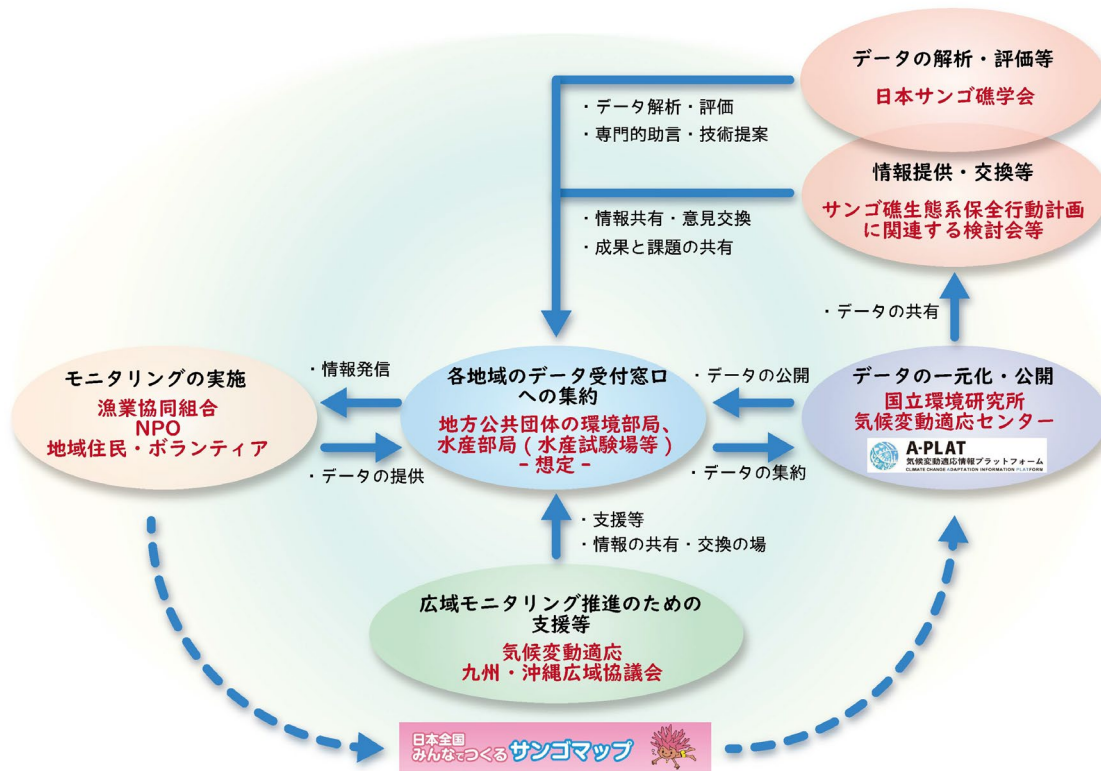 データの解析・評価等
日本サンゴ礁学会
・データ解析・評価
・専門的助言・技術提案
情報提供・交換等
サンゴ礁生態系保全行動計画
に関連する検討会等
・情報共有・意見交換
・成果と課題の共有
・データの共有
モニタリングの実施
漁業協同組合
NPO
地域住民・ボランティア
・情報発信
・データの提供
各地域のデータ受付窓口
への集約
地方公共団体の環境部局、
水産部局(水産試験場等)
- 想定 -
・データの公開
・データの集約
データの一元化・公開
国立環境研究所
気候変動適応センター
A-PLAT
気候変動適応情報プラットフォーム
CLIMATE CHANGE ADAPTATION INFORMATION PLATFORM
・支援等
・情報の共有・交換の場
広域モニタリング推進のための
支援等
気候変動適応
九州・沖縄広域協議会
日本全国
みんなでつくるサンゴマップ